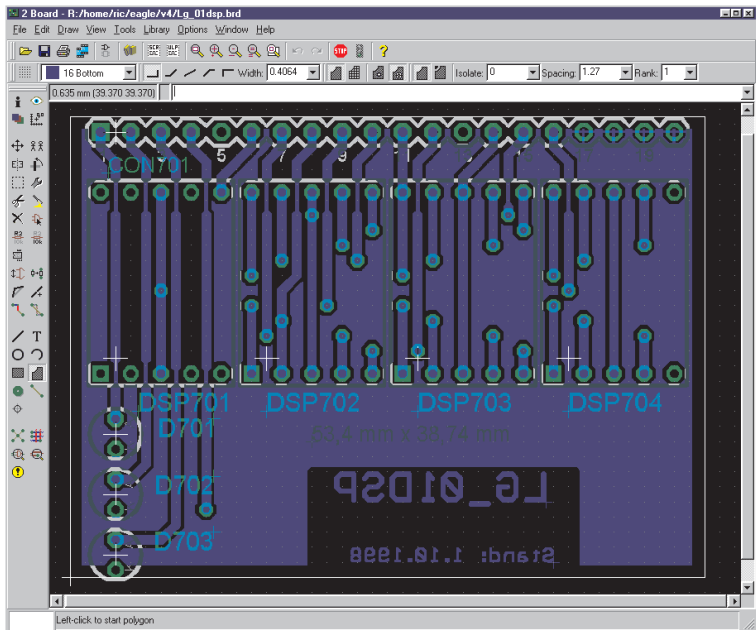 2 Board - R:/home/ric/eagle/v4/Lg_01dsp.brd
File Edit Draw View Tools Library Options Window Help
16 Bottom Width: 0.4064 Isolate: 0 Spacing: 1.27 Rank: 1
0.635 mm (39.370 39.370)
CON701
5 7 9
DSP701 DSP702 DSP703 DSP704
D701
D702
D703
LG_01DSP
Stand: 1.10.1998
Left-click to start polygon